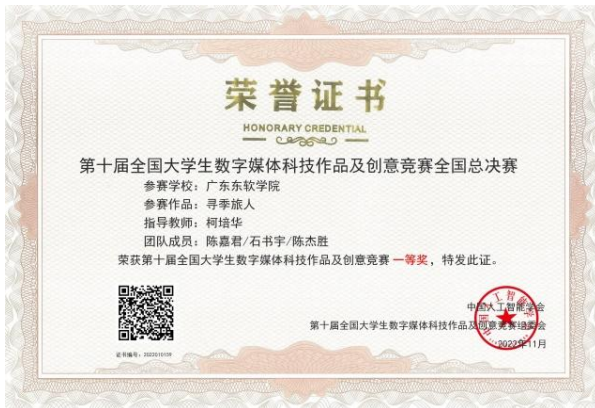 荣誉证书
HONORARY CREDENTIAL
第十届全国大学生数字媒体科技作品及创意竞赛全国总决赛
参赛学校：广东东软学院
参赛作品：寻季旅人
指导教师：柯培华
团队成员：陈嘉君/石书宇/陈杰胜
荣获第十届全国大学生数字媒体科技作品及创意竞赛 一等奖，特发此证。
中国人工智能学会
第十届全国大学生数字媒体科技作品及创意竞赛组委会
2022年11月
证书编号：2022010159